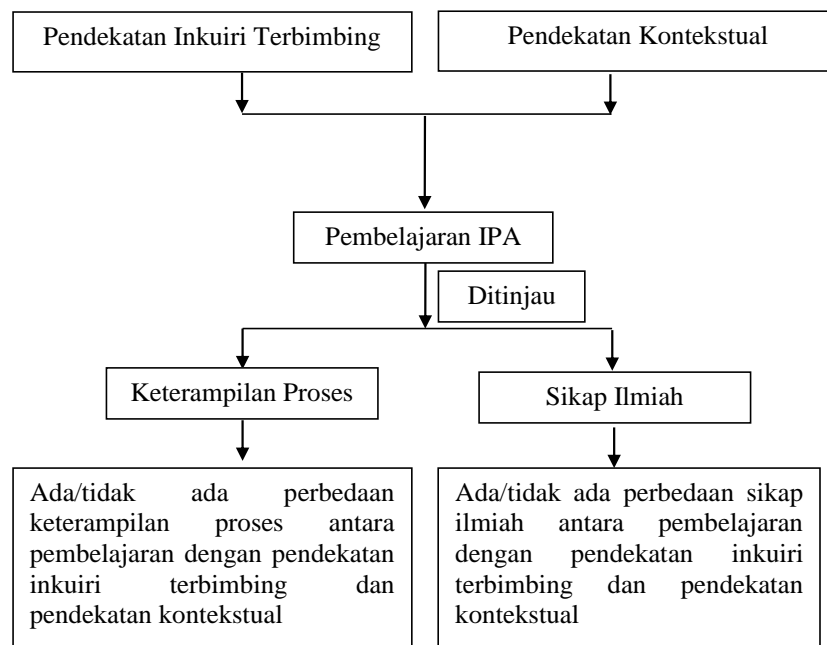 Pendekatan Inkuiri Terbimbing
Pendekatan Kontekstual
Pembelajaran IPA
Ditinjau
Keterampilan Proses
Sikap Ilmiah
Ada/tidak ada perbedaan
keterampilan proses antara
pembelajaran dengan pendekatan
inkuiri terbimbing dan
pendekatan kontekstual
Ada/tidak ada perbedaan sikap
ilmiah antara pembelajaran
dengan pendekatan inkuiri
terbimbing dan pendekatan
kontekstual